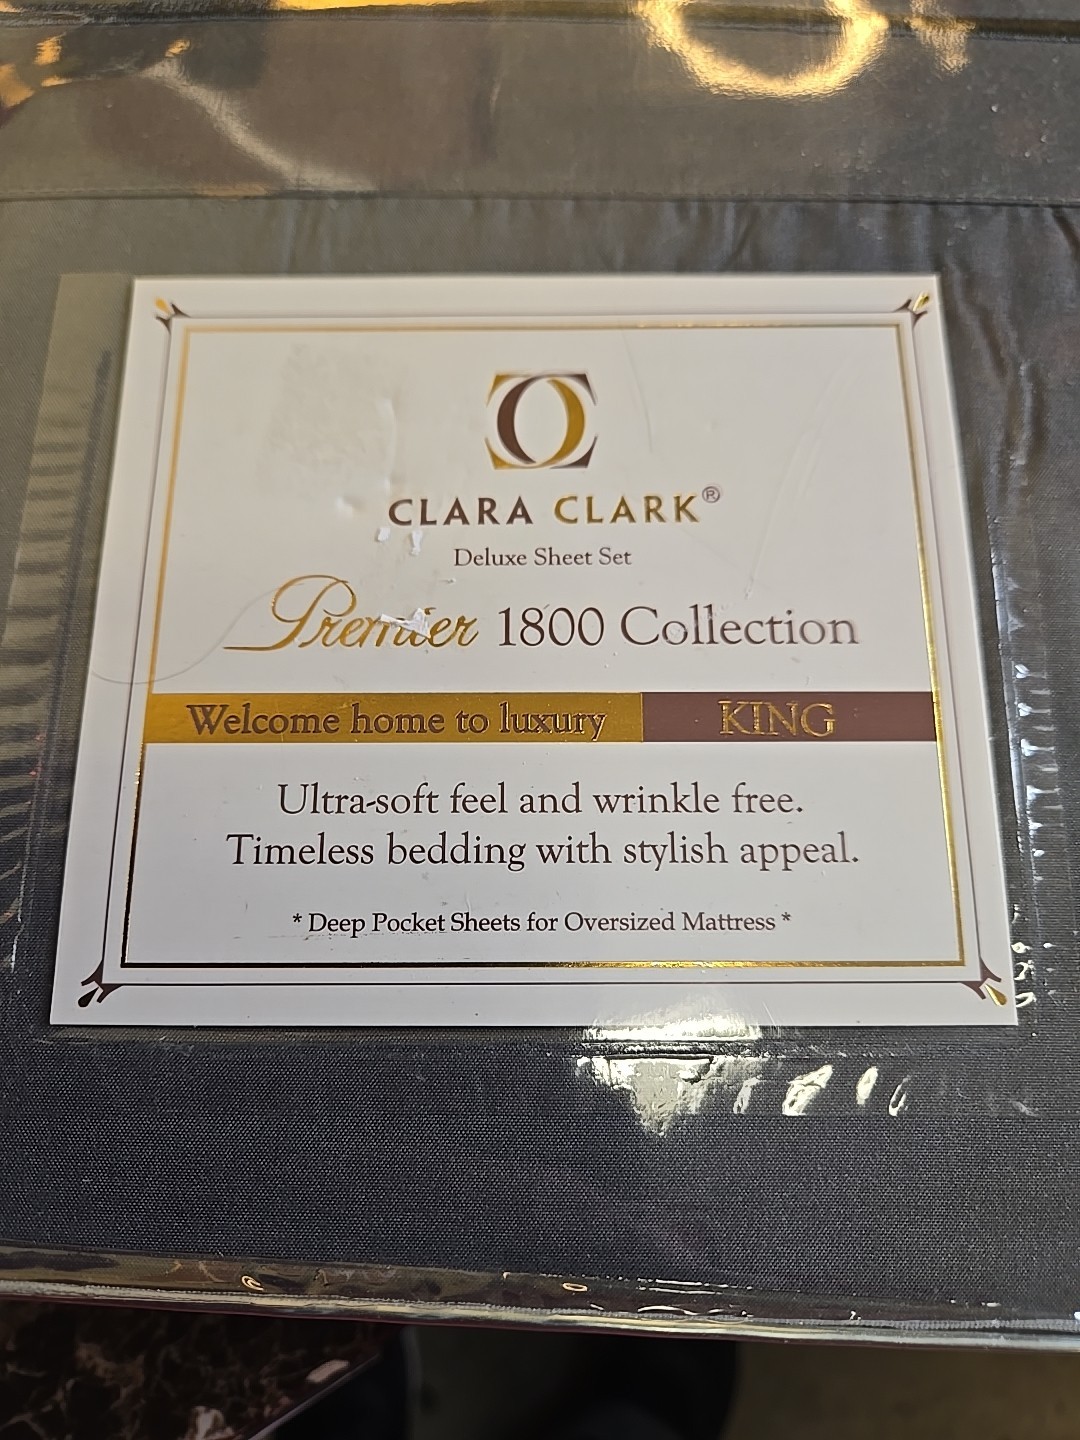 CLARA CLARK®
Deluxe Sheet Set
Premier 1800 Collection
Welcome home to luxury KING
Ultra-soft feel and wrinkle free.
Timeless bedding with stylish appeal.
* Deep Pocket Sheets for Oversized Mattress *